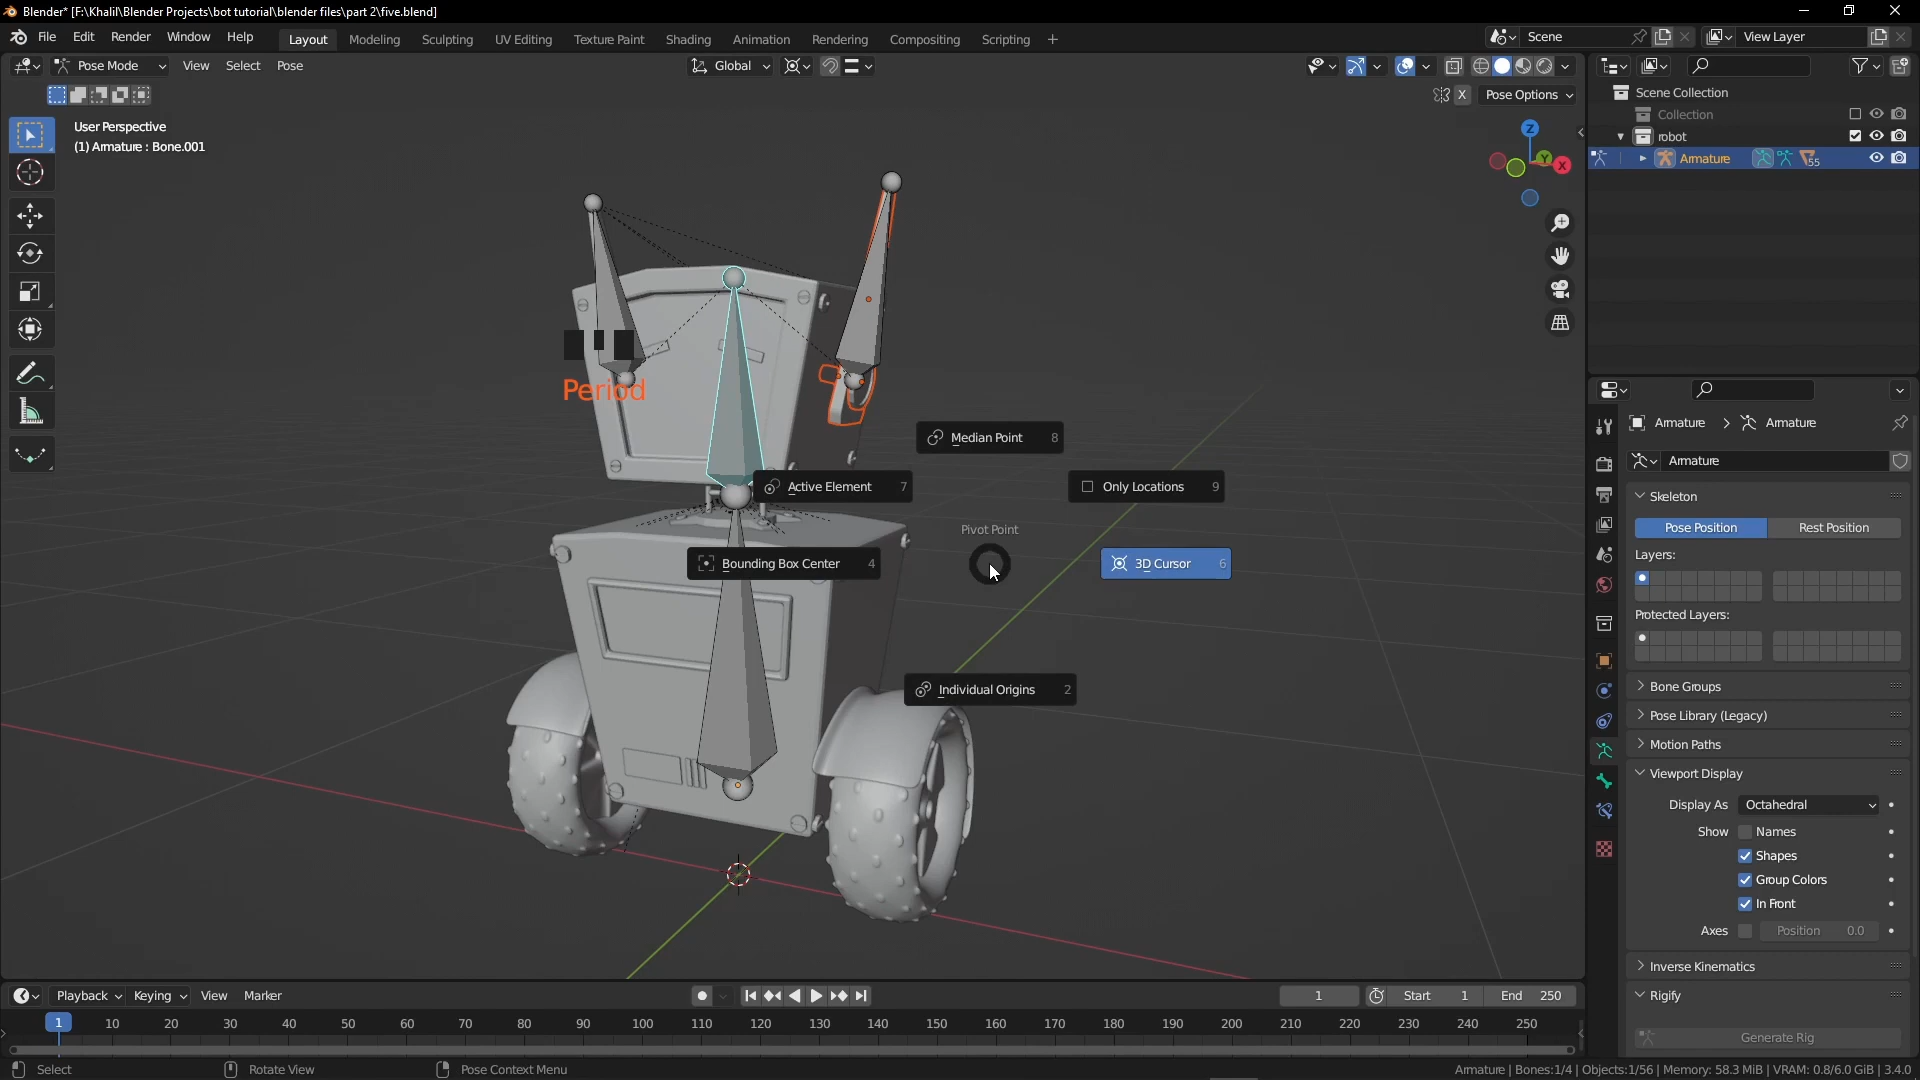 Blender* [F:\Khalil\Blender Projects\bot tutorial\blender files\part 2\five.blend]
File Edit Render Window Help Layout Modeling Sculpting UV Editing Texture Paint Shading Animation Rendering Compositing Scripting + Scene View Layer
Pose Mode View Select Pose Global
X Pose Options
User Perspective
(1) Armature : Bone.001
Z
Y
X
Scene Collection
Collection
robot
Armature 55
Period
Median Point 8
Active Element 7
Only Locations 9
Pivot Point
Bounding Box Center 4
3D Cursor 6
Individual Origins 2
Armature > Armature
Armature
Skeleton
Pose Position Rest Position
Layers:
Protected Layers:
Bone Groups
Pose Library (Legacy)
Motion Paths
Viewport Display
Display As Octahedral
Show Names
Shapes
Group Colors
In Front
Axes Position 0.0
Inverse Kinematics
Rigify
Generate Rig
Playback Keying View Marker 1 Start 1 End 250
1 10 20 30 40 50 60 70 80 90 100 110 120 130 140 150 160 170 180 190 200 210 220 230 240 250
Select Rotate View Pose Context Menu Armature | Bones:1/4 | Objects:1/56 | Memory: 58.3 MiB | VRAM: 0.8/6.0 GiB | 3.4.0